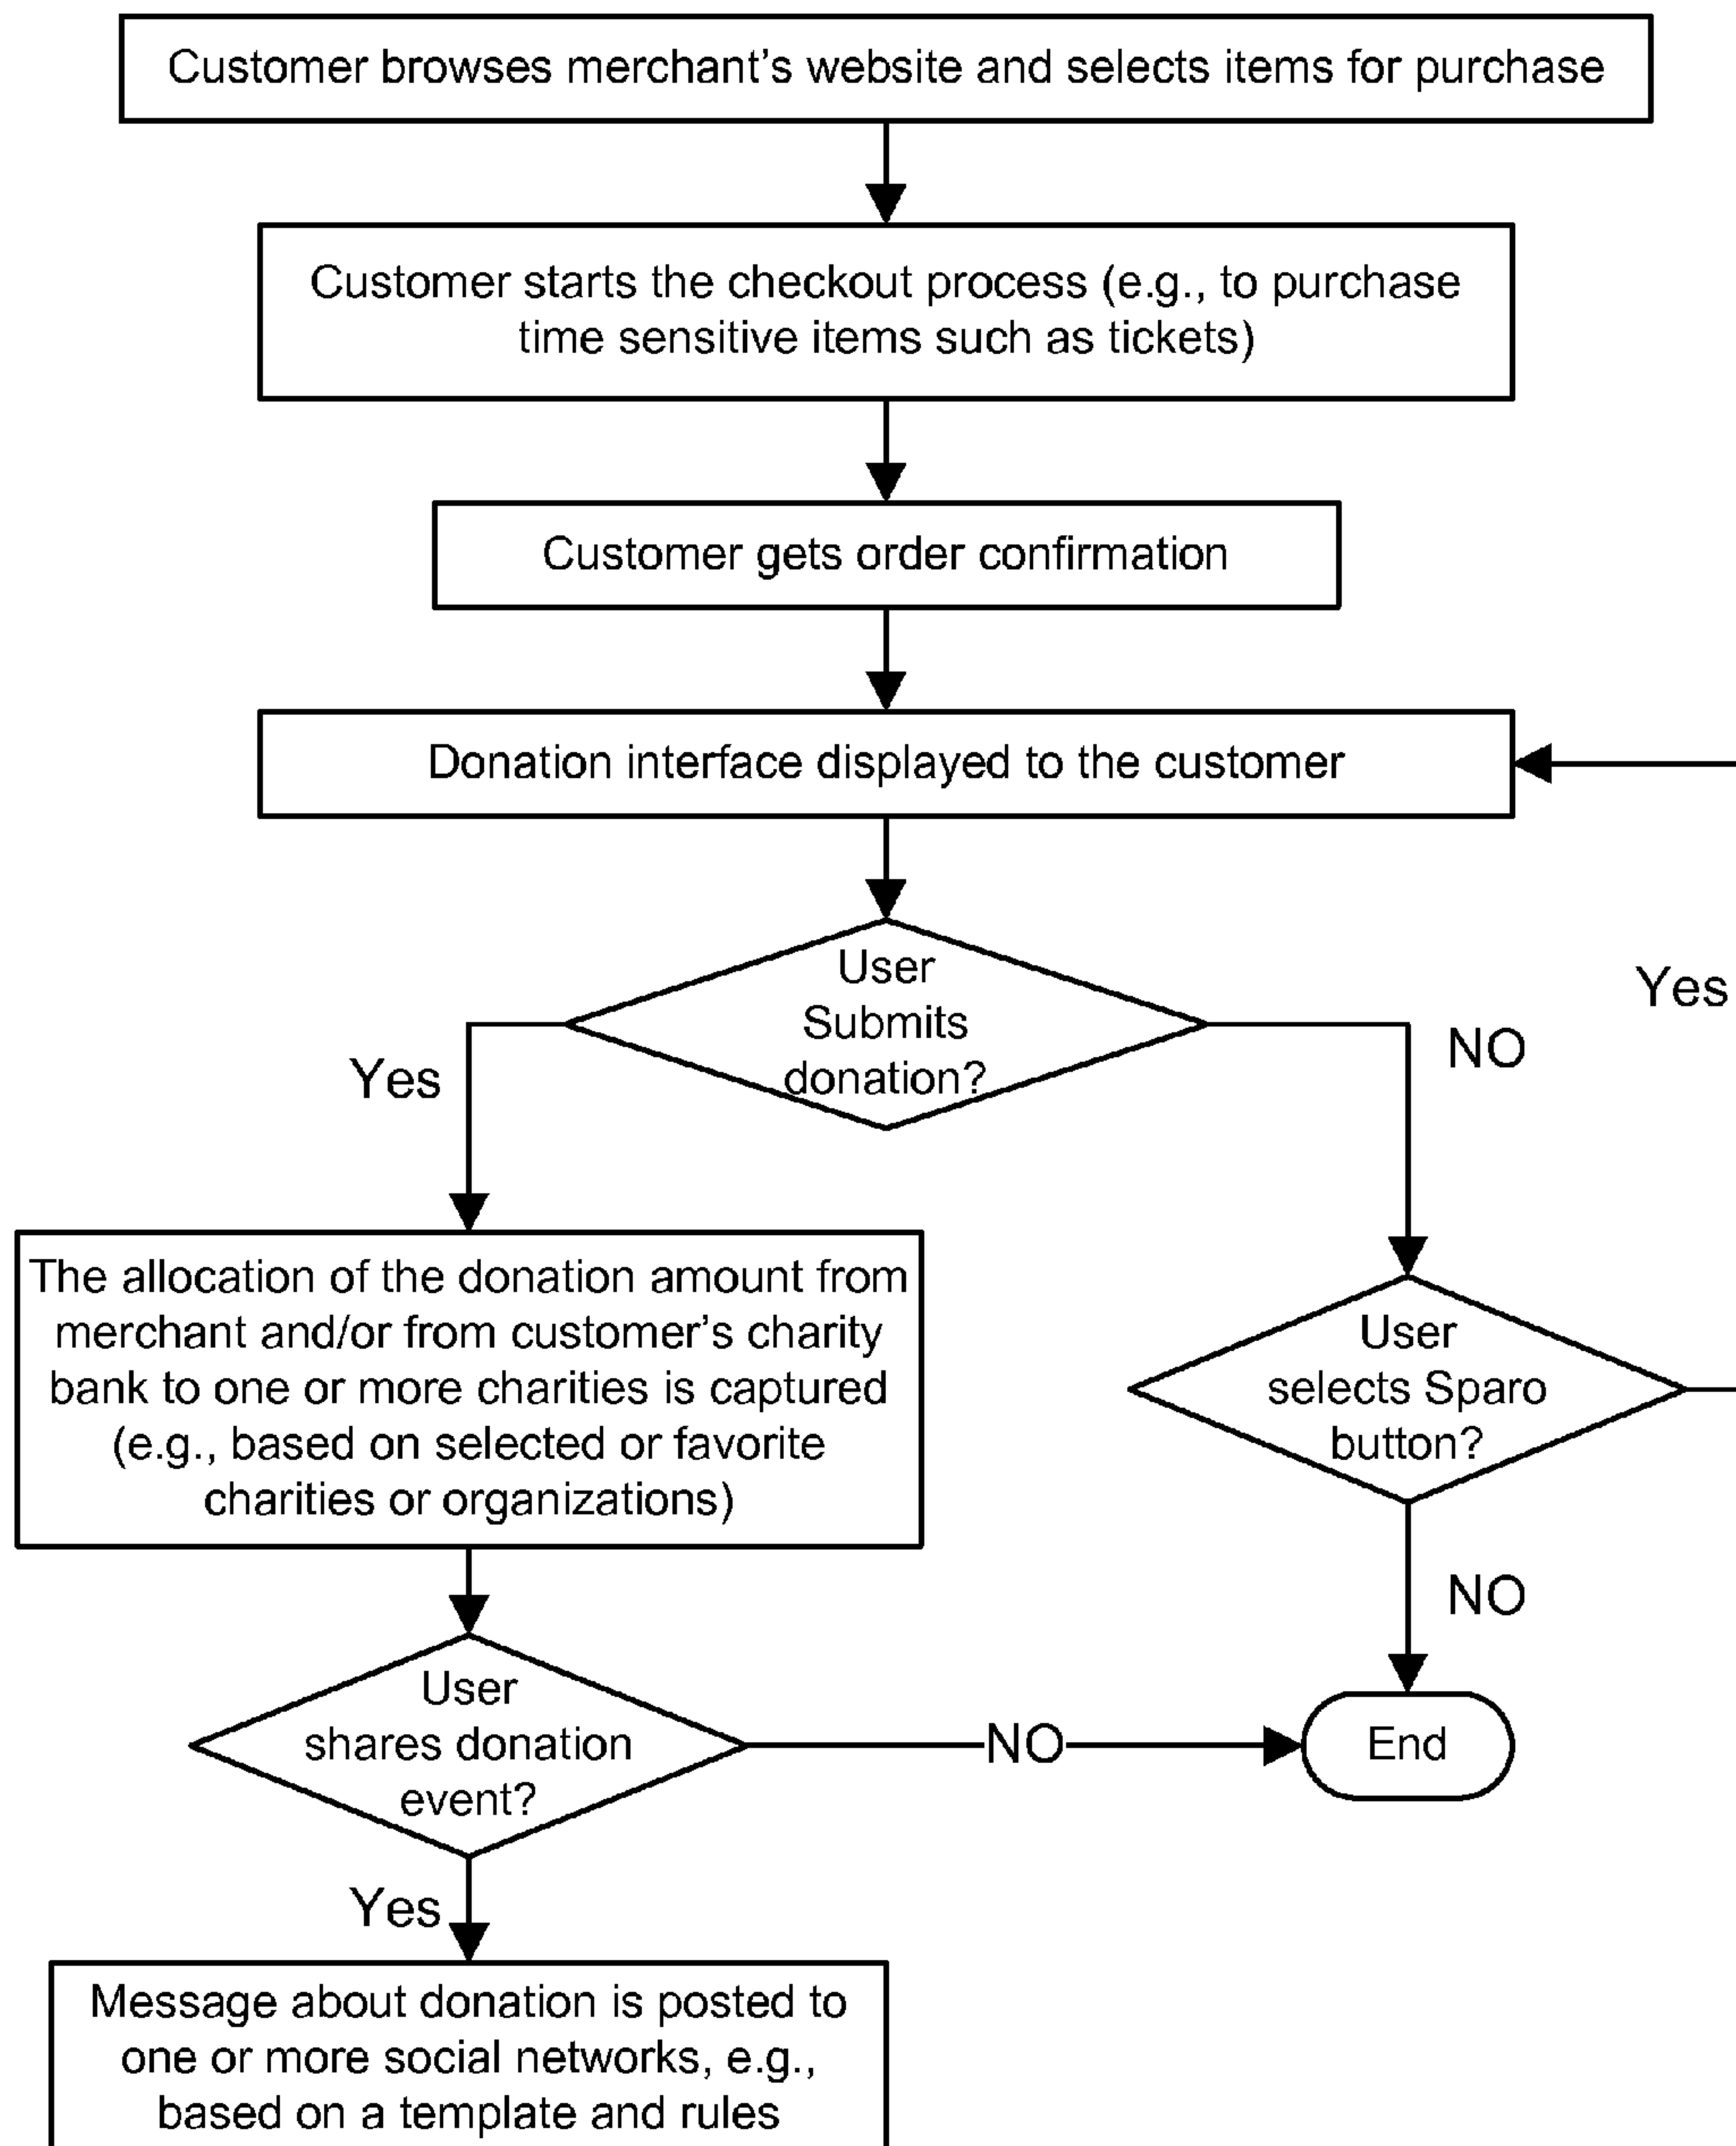 Customer browses merchant's website and selects items for purchase
Customer starts the checkout process (e.g., to purchase
time sensitive items such as tickets)
Customer gets order confirmation
Donation interface displayed to the customer
User
Submits
donation?
Yes
NO
Yes
The allocation of the donation amount from
merchant and/or from customer's charity
bank to one or more charities is captured
(e.g., based on selected or favorite
charities or organizations)
User
selects Sparo
button?
NO
User
shares donation
event?
NO
End
Yes
Message about donation is posted to
one or more social networks, e.g.,
based on a template and rules